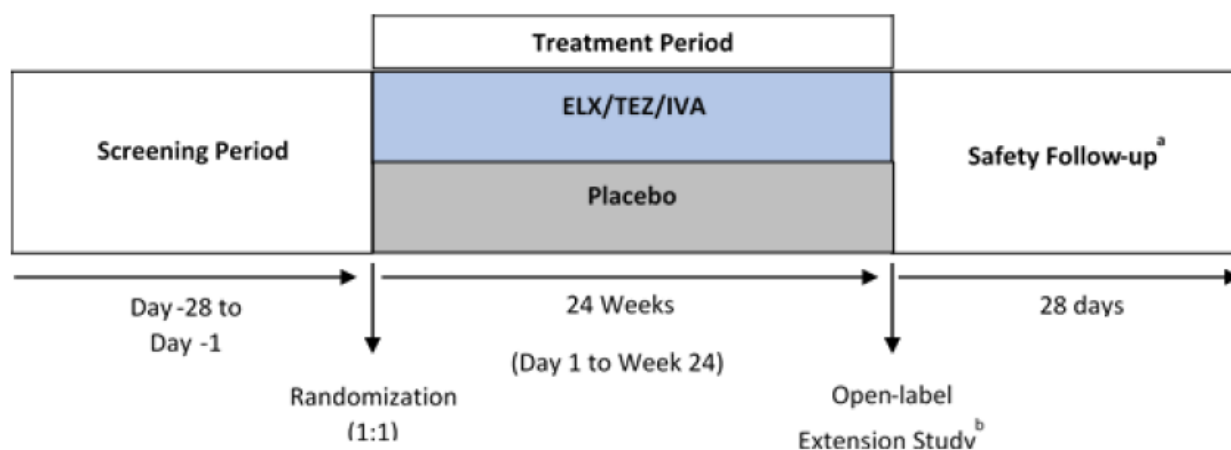 Treatment Period
ELX/TEZ/IVA
Screening Period
Safety Follow-up^a
Placebo
Day -28 to
Day -1
24 Weeks
28 days
(Day 1 to Week 24)
Randomization
(1:1)
Open-label
Extension Study^b